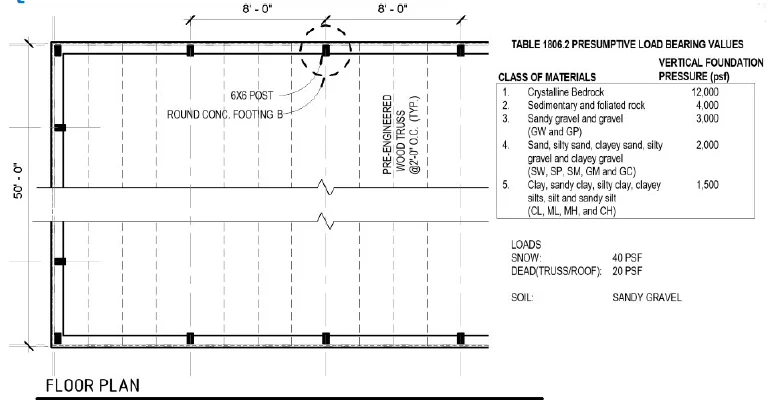 8' - 0" 8' - 0"
6X6 POST
ROUND CONC. FOOTING B
PRE-ENGINEERED
WOOD TRUSS
@2'-0" O.C. (TYP.)
50' - 0"
FLOOR PLAN
TABLE 1806.2 PRESUMPTIVE LOAD BEARING VALUES
VERTICAL FOUNDATION
CLASS OF MATERIALS PRESSURE (psf)
1. Crystalline Bedrock 12,000
2. Sedimentary and foliated rock 4,000
3. Sandy gravel and gravel 3,000
(GW and GP)
4. Sand, silty sand, clayey sand, silty 2,000
gravel and clayey gravel
(SW, SP, SM, GM and GC)
5. Clay, sandy clay, silty clay, clayey 1,500
silts, silt and sandy silt
(CL, ML, MH, and CH)
LOADS
SNOW: 40 PSF
DEAD(TRUSS/ROOF): 20 PSF
SOIL: SANDY GRAVEL